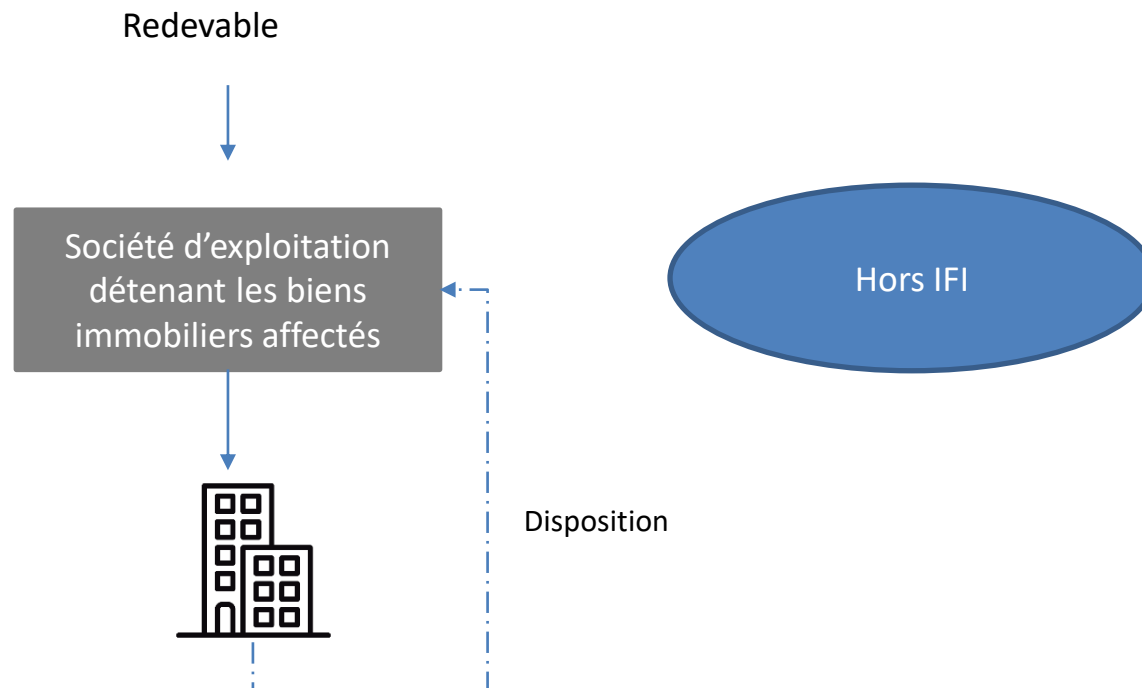 Redevable
Société d’exploitation
détenant les biens
immobiliers affectés
Hors IFI
Disposition